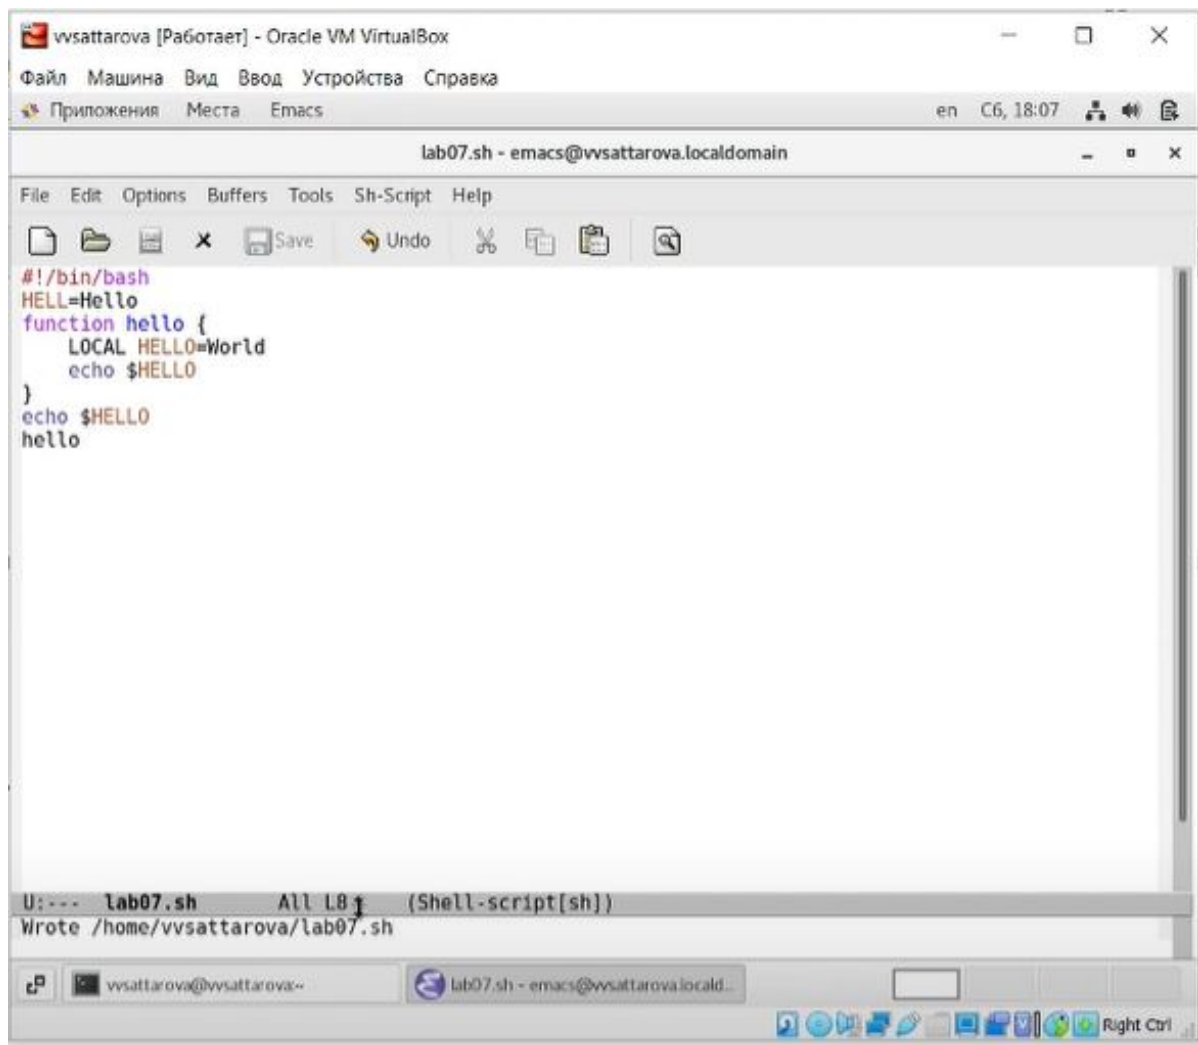 vvsattarova [Работает] - Oracle VM VirtualBox
Файл Машина Вид Ввод Устройства Справка
Приложения Места Emacs en Сб, 18:07
lab07.sh - emacs@vvsattarova.localdomain
File Edit Options Buffers Tools Sh-Script Help
Save Undo
#!/bin/bash
HELL=Hello
function hello {
    LOCAL HELLO=World
    echo $HELLO
}
echo $HELLO
hello
U:--- lab07.sh All L8 (Shell-script[sh])
Wrote /home/vvsattarova/lab07.sh
vvsattarova@vvsattarova:~ lab07.sh - emacs@vvsattarova.locald...
Right Ctrl